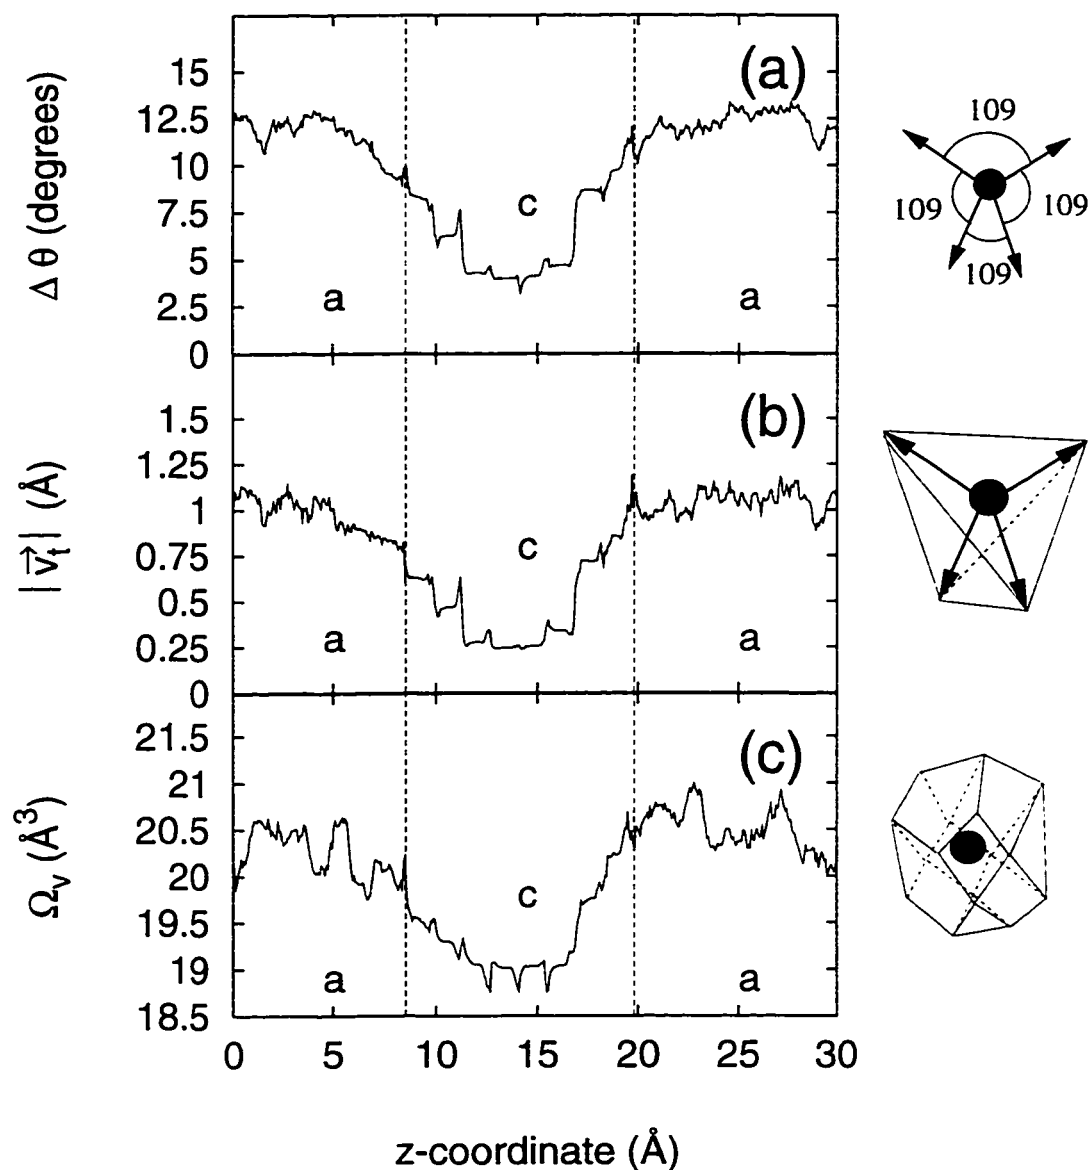 (a)
Δ θ (degrees)
15
12.5
10
7.5
5
2.5
0
c
a
a
109
109
109
109
(b)
|v⃗t| (Å)
1.5
1.25
1
0.75
0.5
0.25
0
c
a
a
(c)
Ωv (Å³)
21.5
21
20.5
20
19.5
19
18.5
c
a
a
0 5 10 15 20 25 30
z-coordinate (Å)